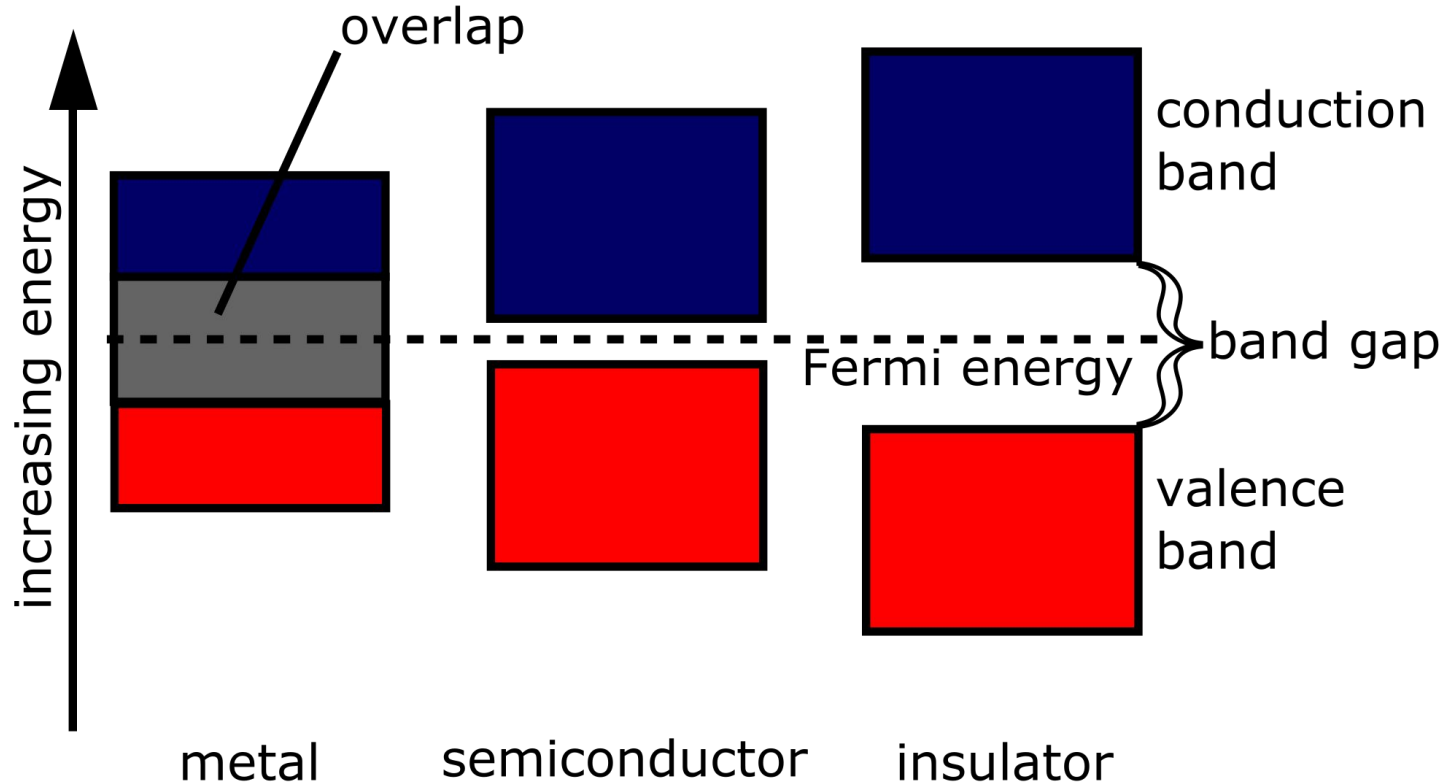 overlap
conduction
band
increasing energy
Fermi energy
band gap
valence
band
metal
semiconductor
insulator